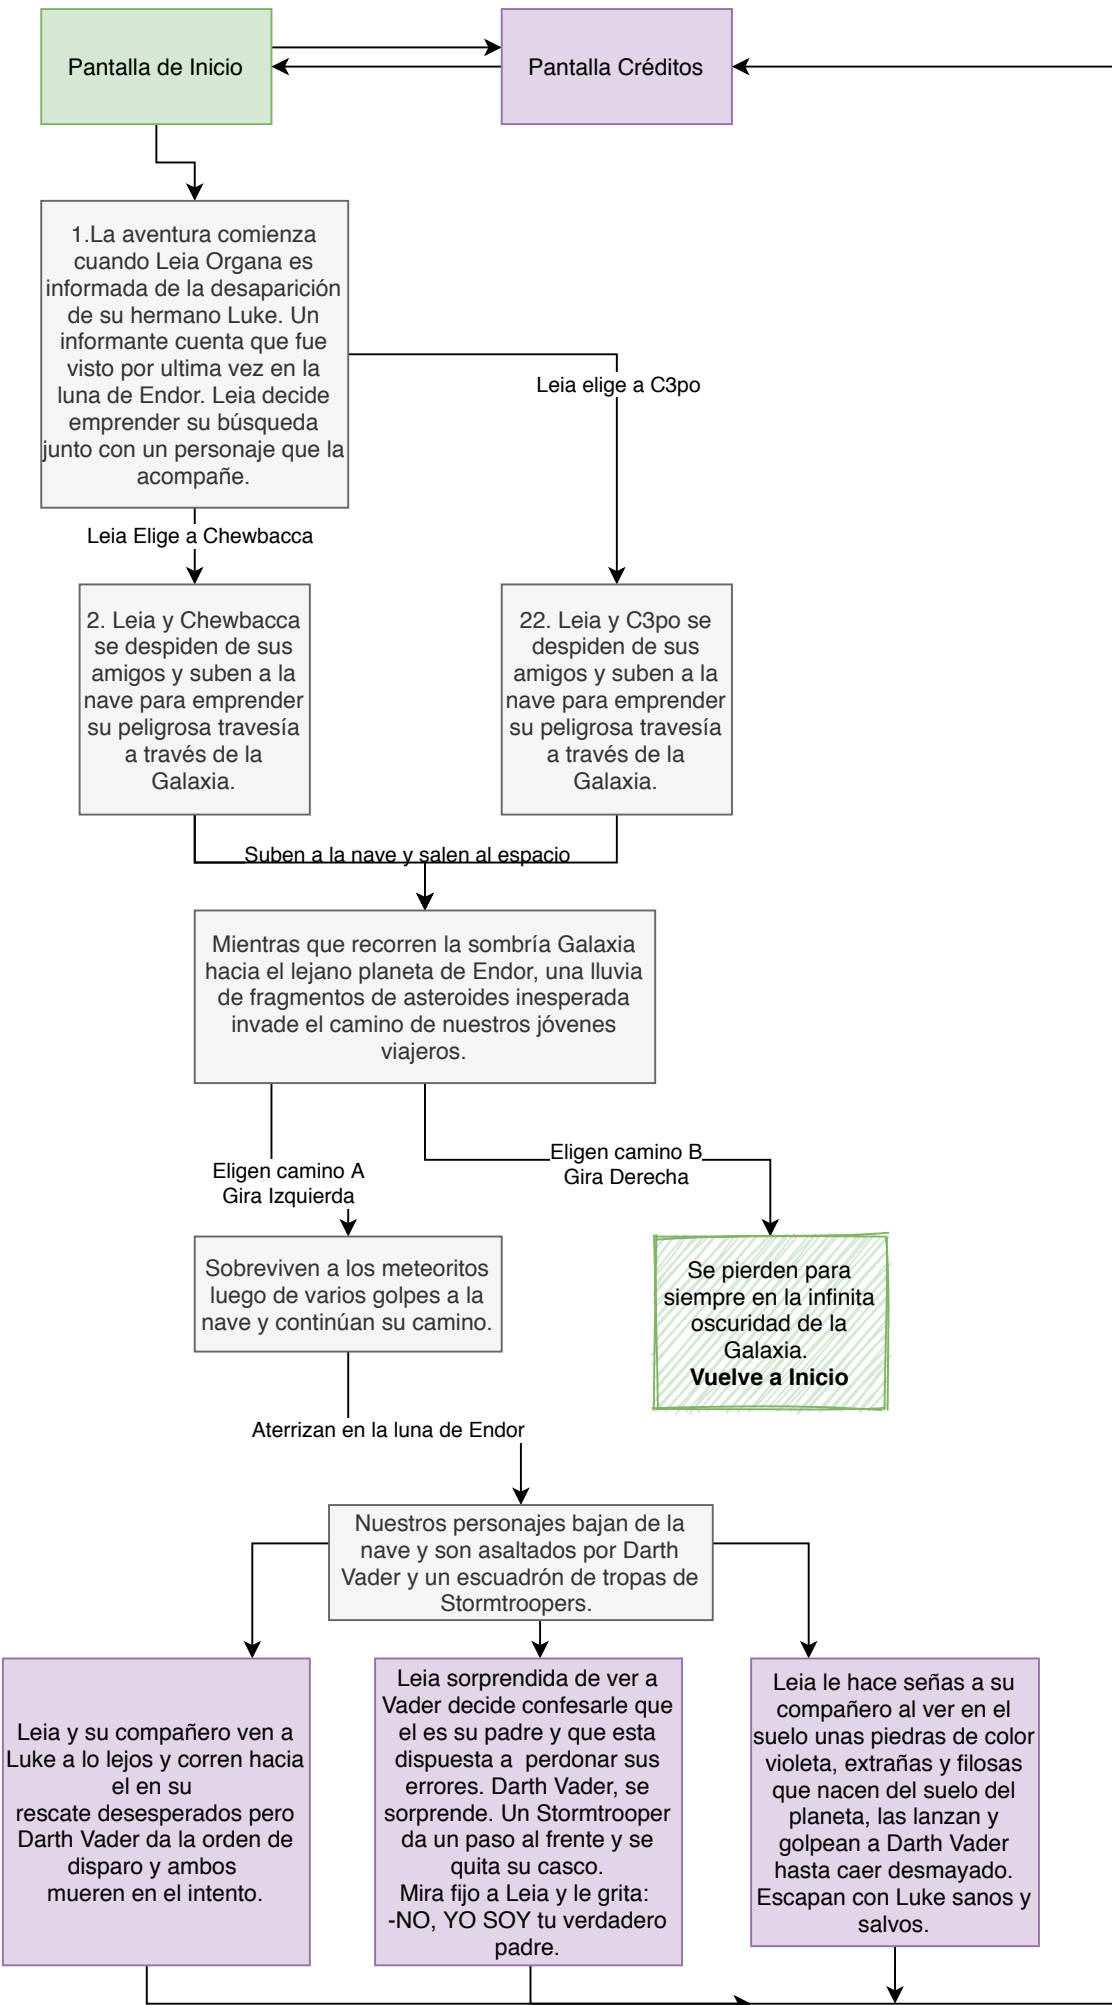 Pantalla de Inicio
Pantalla Créditos
1.La aventura comienza
cuando Leia Organa es
informada de la desaparición
de su hermano Luke. Un
informante cuenta que fue
visto por ultima vez en la
luna de Endor. Leia decide
emprender su búsqueda
junto con un personaje que la
acompañe.
Leia elige a C3po
Leia Elige a Chewbacca
2. Leia y Chewbacca
se despiden de sus
amigos y suben a la
nave para emprender
su peligrosa travesía
a través de la
Galaxia.
22. Leia y C3po se
despiden de sus
amigos y suben a la
nave para emprender
su peligrosa travesía
a través de la
Galaxia.
Suben a la nave y salen al espacio
Mientras que recorren la sombría Galaxia
hacia el lejano planeta de Endor, una lluvia
de fragmentos de asteroides inesperada
invade el camino de nuestros jóvenes
viajeros.
Eligen camino A
Gira Izquierda
Eligen camino B
Gira Derecha
Sobreviven a los meteoritos
luego de varios golpes a la
nave y continúan su camino.
Se pierden para
siempre en la infinita
oscuridad de la
Galaxia.
Vuelve a Inicio
Aterrizan en la luna de Endor
Nuestros personajes bajan de la
nave y son asaltados por Darth
Vader y un escuadrón de tropas de
Stormtroopers.
Leia y su compañero ven a
Luke a lo lejos y corren hacia
el en su
rescate desesperados pero
Darth Vader da la orden de
disparo y ambos
mueren en el intento.
Leia sorprendida de ver a
Vader decide confesarle que
el es su padre y que esta
dispuesta a  perdonar sus
errores. Darth Vader, se
sorprende. Un Stormtrooper
da un paso al frente y se
quita su casco.
Mira fijo a Leia y le grita:
-NO, YO SOY tu verdadero
padre.
Leia le hace señas a su
compañero al ver en el
suelo unas piedras de color
violeta, extrañas y filosas
que nacen del suelo del
planeta, las lanzan y
golpean a Darth Vader
hasta caer desmayado.
Escapan con Luke sanos y
salvos.